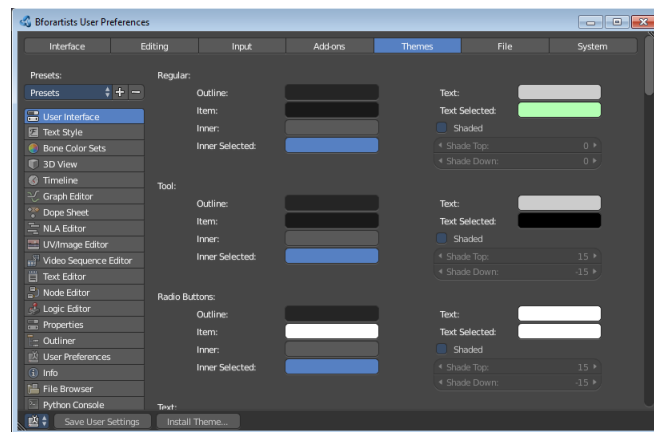 Bforartists User Preferences
Interface Editing Input Add-ons Themes File System
Presets:
Presets
User Interface
Text Style
Bone Color Sets
3D View
Timeline
Graph Editor
Dope Sheet
NLA Editor
UV/Image Editor
Video Sequence Editor
Text Editor
Node Editor
Logic Editor
Properties
Outliner
User Preferences
Info
File Browser
Python Console
Regular:
Outline:
Item:
Inner:
Inner Selected:
Text:
Text Selected:
Shaded
Shade Top: 0
Shade Down: 0
Tool:
Outline:
Item:
Inner:
Inner Selected:
Text:
Text Selected:
Shaded
Shade Top: 15
Shade Down: -15
Radio Buttons:
Outline:
Item:
Inner:
Inner Selected:
Text:
Text Selected:
Shaded
Shade Top: 15
Shade Down: -15
Text:
Save User Settings Install Theme...